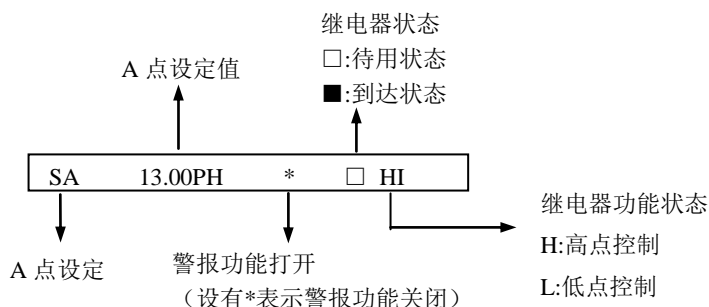 继电器状态
□:待用状态
■:到达状态
A 点设定值
SA 13.00PH * □ HI
A 点设定
警报功能打开
（设有*表示警报功能关闭）
继电器功能状态
H:高点控制
L:低点控制